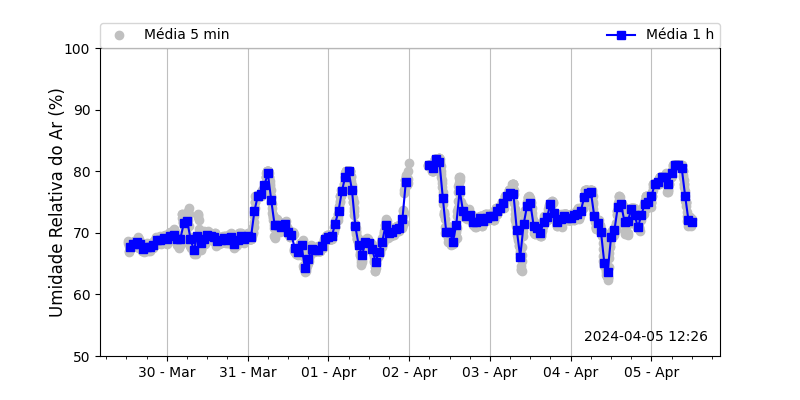 Média 5 min
Média 1 h
Umidade Relativa do Ar (%)
100
90
80
70
60
50
2024-04-05 12:26
30 - Mar
31 - Mar
01 - Apr
02 - Apr
03 - Apr
04 - Apr
05 - Apr